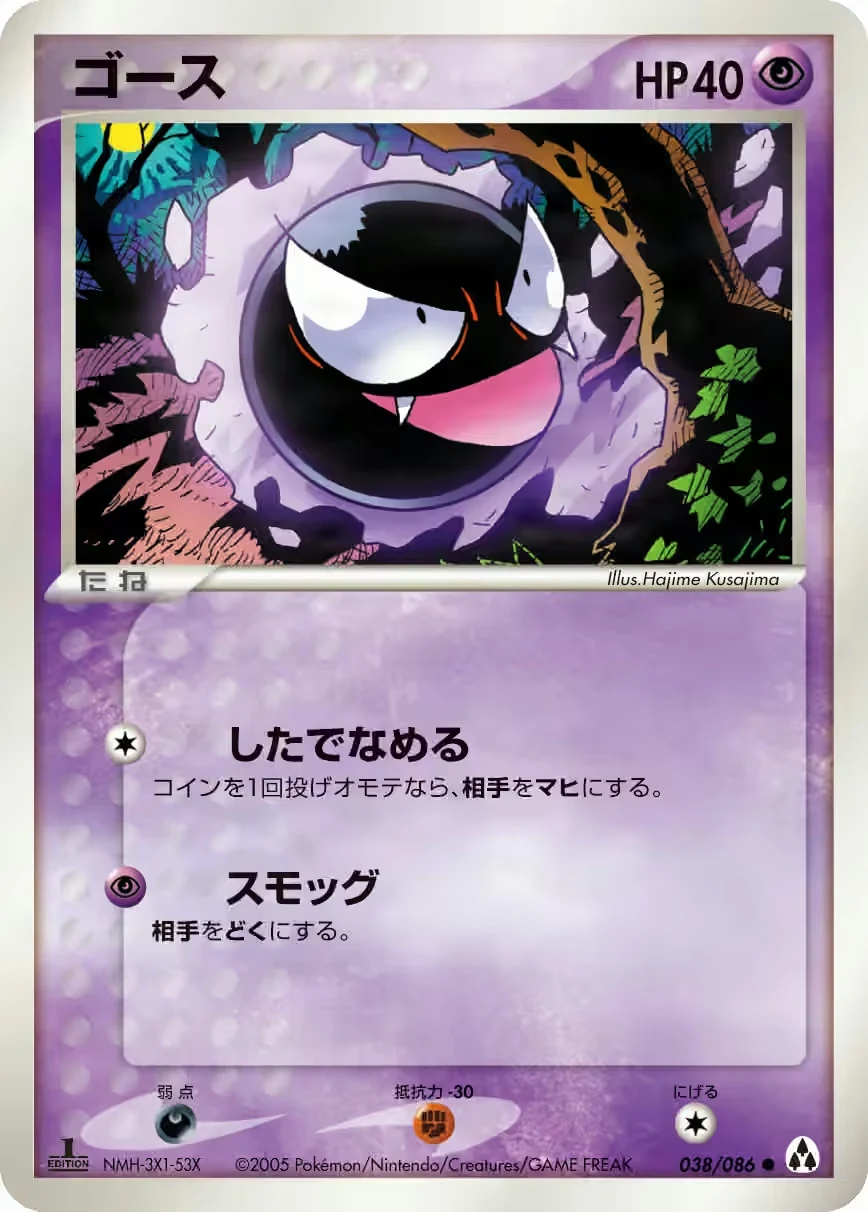 ゴース HP40
たね Illus.Hajime Kusajima
したでなめる
コインを1回投げオモテなら、相手をマヒにする。
スモッグ
相手をどくにする。
弱点 抵抗力 -30 にげる
1 EDITION NMH-3X1-53X ©2005 Pokémon/Nintendo/Creatures/GAME FREAK 038/086